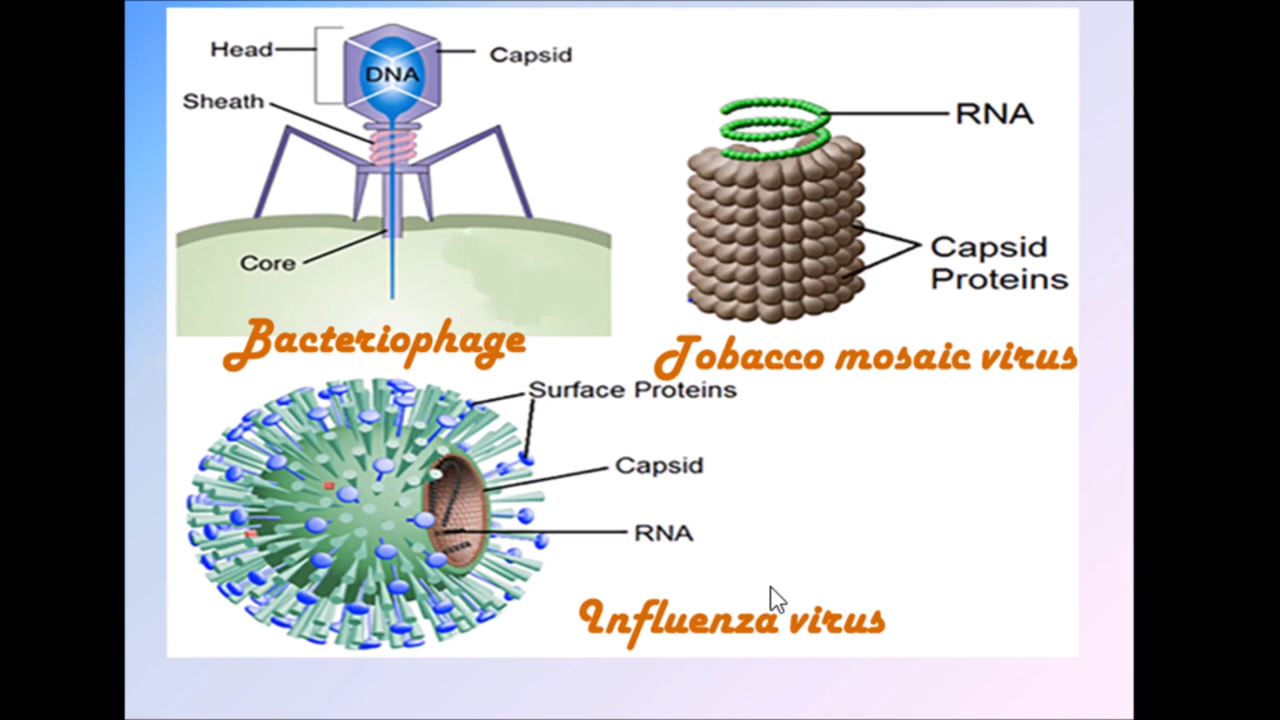 Head
Capsid
DNA
Sheath
Core
Bacteriophage
RNA
Capsid
Proteins
Tobacco mosaic virus
Surface Proteins
Capsid
RNA
Influenza virus